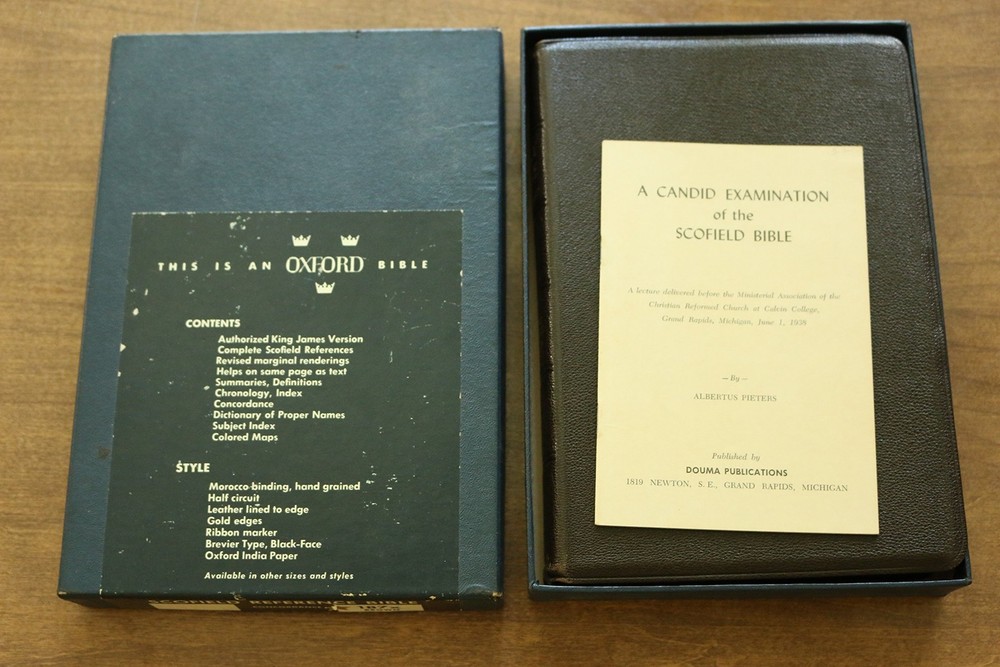 THIS IS AN OXFORD BIBLE
CONTENTS
Authorized King James Version
Complete Scofield References
Revised marginal renderings
Helps on same page as text
Summaries, Definitions
Chronology, Index
Concordance
Dictionary of Proper Names
Subject Index
Colored Maps
STYLE
Morocco binding, hand grained
Half circuit
Leather lined to edge
Gold edges
Ribbon marker
Brevier Type, Black-Face
Oxford India Paper
Available in other sizes and styles
SCOFIELD REFERENCE BIBLE
A CANDID EXAMINATION
of the
SCOFIELD BIBLE
A lecture delivered before the Ministerial Association of the
Christian Reformed Church at Calvin College,
Grand Rapids, Michigan, June 1, 1938
— By —
ALBERTUS PIETERS
Published by
DOUMA PUBLICATIONS
1819 NEWTON, S. E., GRAND RAPIDS, MICHIGAN